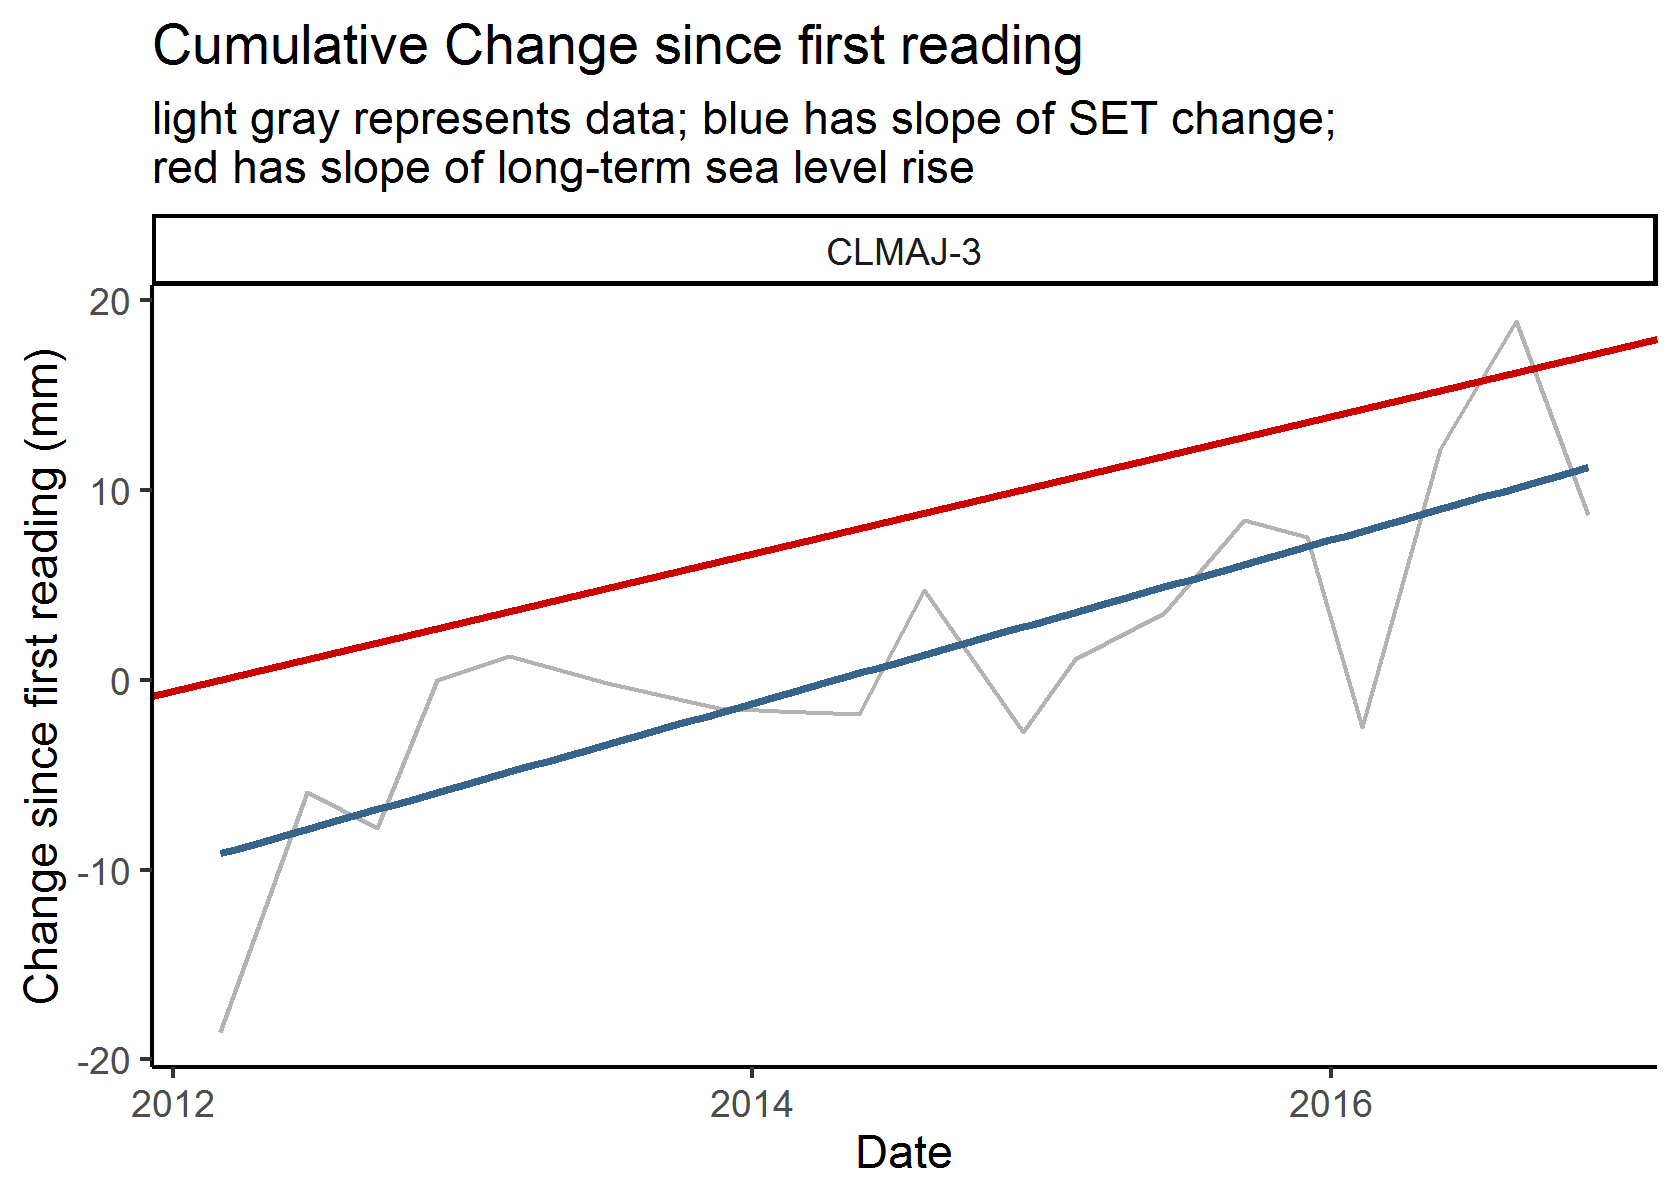 Cumulative Change since first reading
light gray represents data; blue has slope of SET change;
red has slope of long-term sea level rise
CLMAJ-3
Change since first reading (mm)
20
10
0
-10
-20
2012
2014
2016
Date